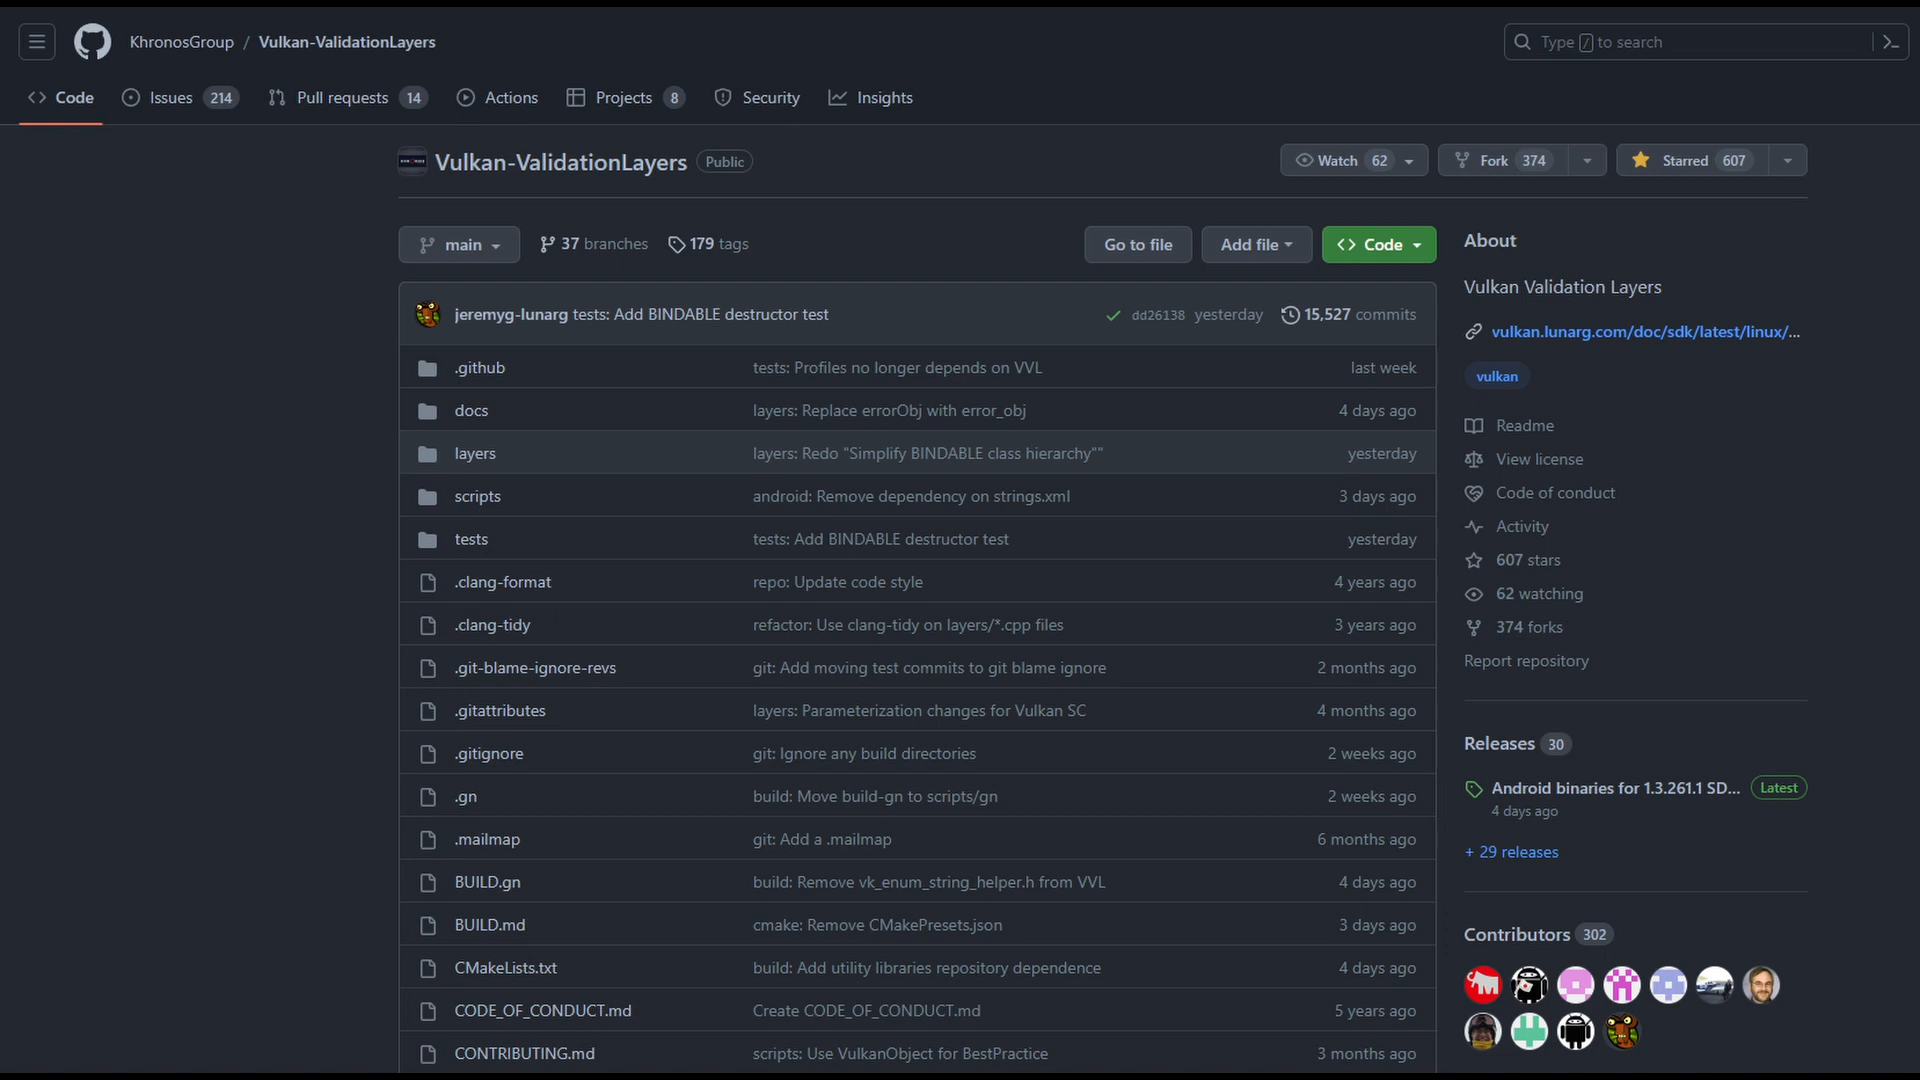 KhronosGroup / Vulkan-ValidationLayers
Type / to search
Code
Issues 214
Pull requests 14
Actions
Projects 8
Security
Insights
Vulkan-ValidationLayers Public
Watch 62
Fork 374
Starred 607
main
37 branches
179 tags
Go to file
Add file
Code
jeremyg-lunarg tests: Add BINDABLE destructor test dd26138 yesterday 15,527 commits
.github tests: Profiles no longer depends on VVL last week
docs layers: Replace errorObj with error_obj 4 days ago
layers layers: Redo "Simplify BINDABLE class hierarchy"" yesterday
scripts android: Remove dependency on strings.xml 3 days ago
tests tests: Add BINDABLE destructor test yesterday
.clang-format repo: Update code style 4 years ago
.clang-tidy refactor: Use clang-tidy on layers/*.cpp files 3 years ago
.git-blame-ignore-revs git: Add moving test commits to git blame ignore 2 months ago
.gitattributes layers: Parameterization changes for Vulkan SC 4 months ago
.gitignore git: Ignore any build directories 2 weeks ago
.gn build: Move build-gn to scripts/gn 2 weeks ago
.mailmap git: Add a .mailmap 6 months ago
BUILD.gn build: Remove vk_enum_string_helper.h from VVL 4 days ago
BUILD.md cmake: Remove CMakePresets.json 3 days ago
CMakeLists.txt build: Add utility libraries repository dependence 4 days ago
CODE_OF_CONDUCT.md Create CODE_OF_CONDUCT.md 5 years ago
CONTRIBUTING.md scripts: Use VulkanObject for BestPractice 3 months ago
About
Vulkan Validation Layers
vulkan.lunarg.com/doc/sdk/latest/linux/...
vulkan
Readme
View license
Code of conduct
Activity
607 stars
62 watching
374 forks
Report repository
Releases 30
Android binaries for 1.3.261.1 SD... Latest
4 days ago
+ 29 releases
Contributors 302